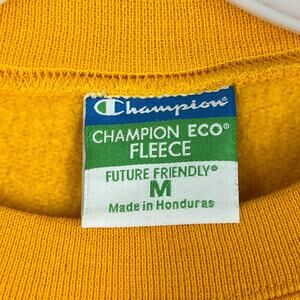 Champion
CHAMPION ECO®
FLEECE
FUTURE FRIENDLY®
M
Made in Honduras